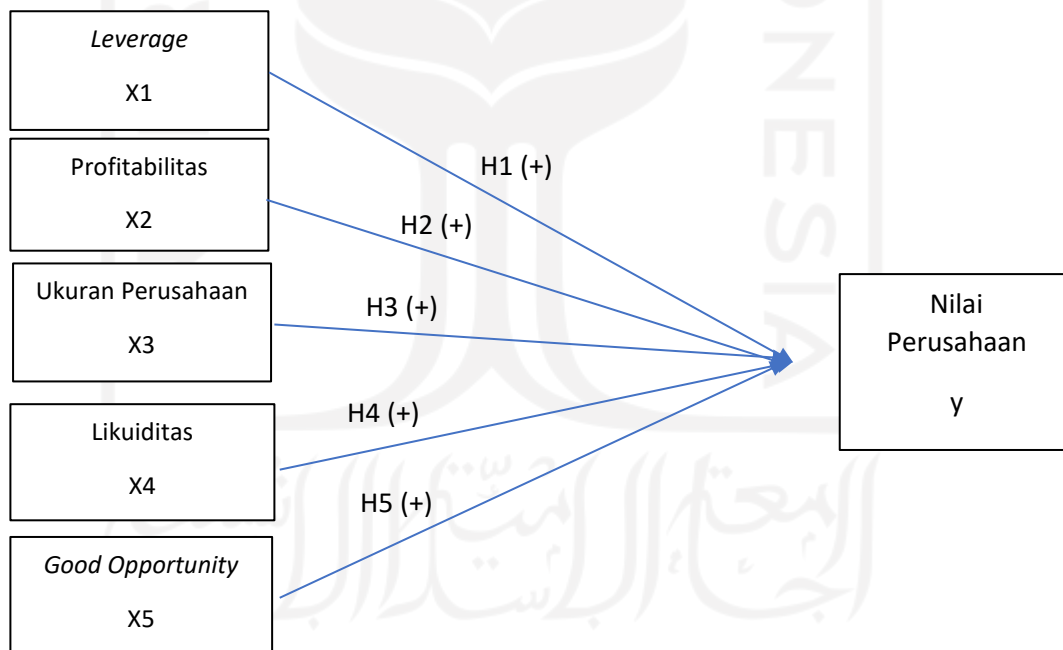 Leverage
X1
Profitabilitas
X2
Ukuran Perusahaan
X3
Likuiditas
X4
Good Opportunity
X5
H1 (+)
H2 (+)
H3 (+)
H4 (+)
H5 (+)
Nilai
Perusahaan
y
ONESIA